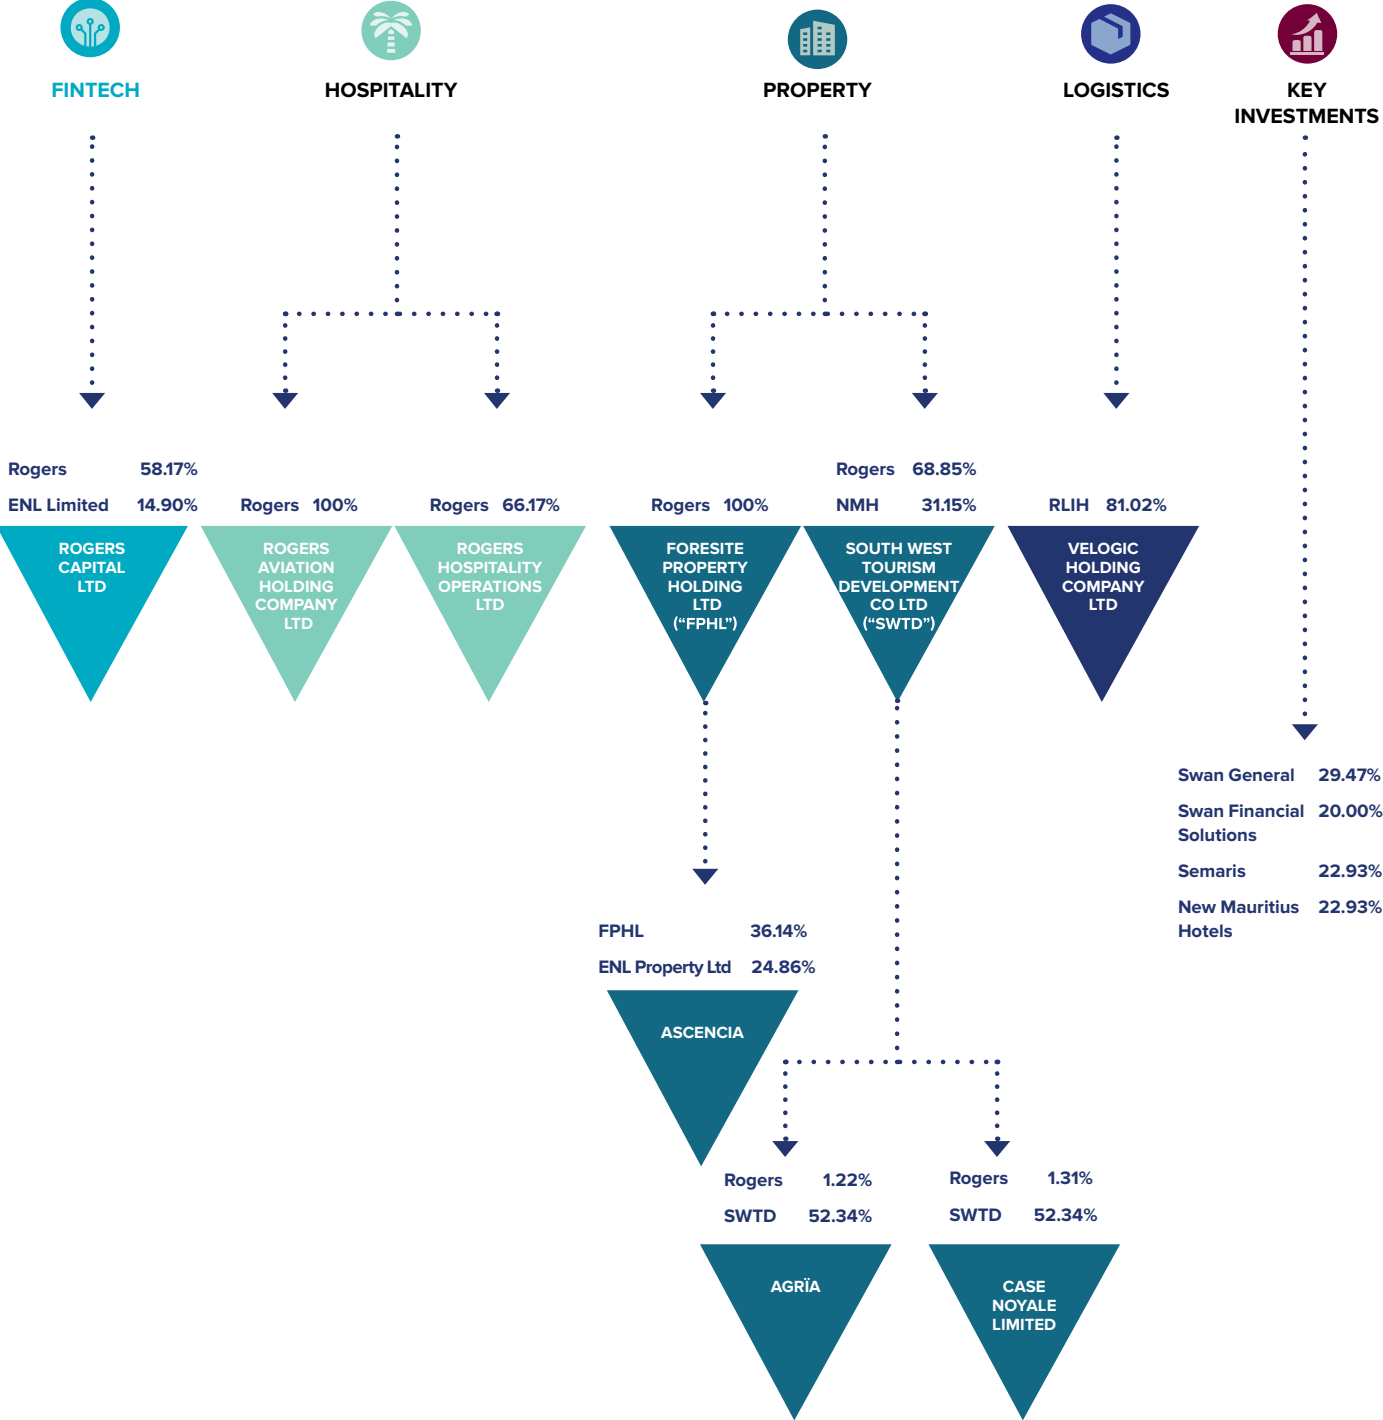 FINTECH
HOSPITALITY
PROPERTY
LOGISTICS
KEY
INVESTMENTS
Rogers 58.17%
ENL Limited 14.90%
ROGERS
CAPITAL
LTD
Rogers 100%
ROGERS
AVIATION
HOLDING
COMPANY
LTD
Rogers 66.17%
ROGERS
HOSPITALITY
OPERATIONS
LTD
Rogers 100%
FORESITE
PROPERTY
HOLDING
LTD
(“FPHL”)
Rogers 68.85%
NMH 31.15%
SOUTH WEST
TOURISM
DEVELOPMENT
CO LTD
(“SWTD”)
RLIH 81.02%
VELOGIC
HOLDING
COMPANY
LTD
Swan General 29.47%
Swan Financial 20.00%
Solutions
Semaris 22.93%
New Mauritius 22.93%
Hotels
FPHL 36.14%
ENL Property Ltd 24.86%
ASCENCIA
Rogers 1.22%
SWTD 52.34%
AGRÏA
Rogers 1.31%
SWTD 52.34%
CASE
NOYALE
LIMITED